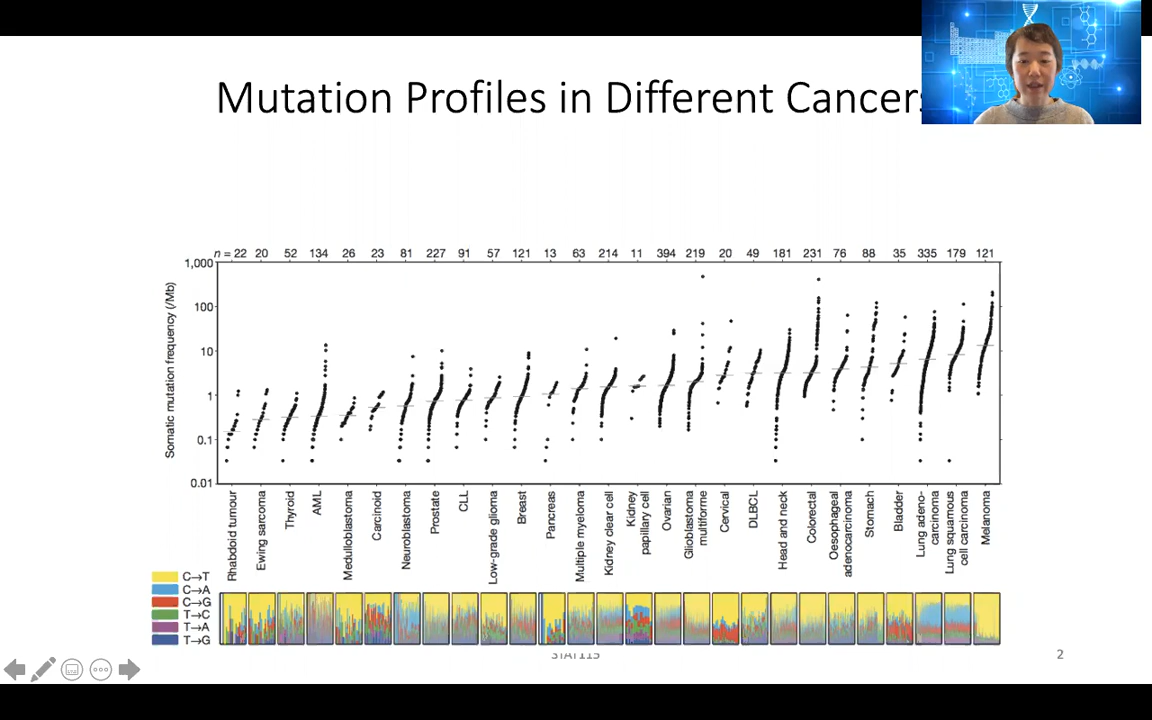 Mutation Profiles in Different Cancers
n = 22 20 52 134 26 23 81 227 91 57 121 13 63 214 11 394 219 20 49 181 231 76 88 35 335 179 121
Somatic mutation frequency (/Mb)
1,000
100
10
1
0.1
0.01
Rhabdoid tumour
Ewing sarcoma
Thyroid
AML
Medulloblastoma
Carcinoid
Neuroblastoma
Prostate
CLL
Low-grade glioma
Breast
Pancreas
Multiple myeloma
Kidney clear cell
Kidney
papillary cell
Ovarian
Glioblastoma
multiforme
Cervical
DLBCL
Head and neck
Colorectal
Oesophageal
adenocarcinoma
Stomach
Bladder
Lung adeno-
carcinoma
Lung squamous
cell carcinoma
Melanoma
C→T
C→A
C→G
T→C
T→A
T→G
STAT115
2